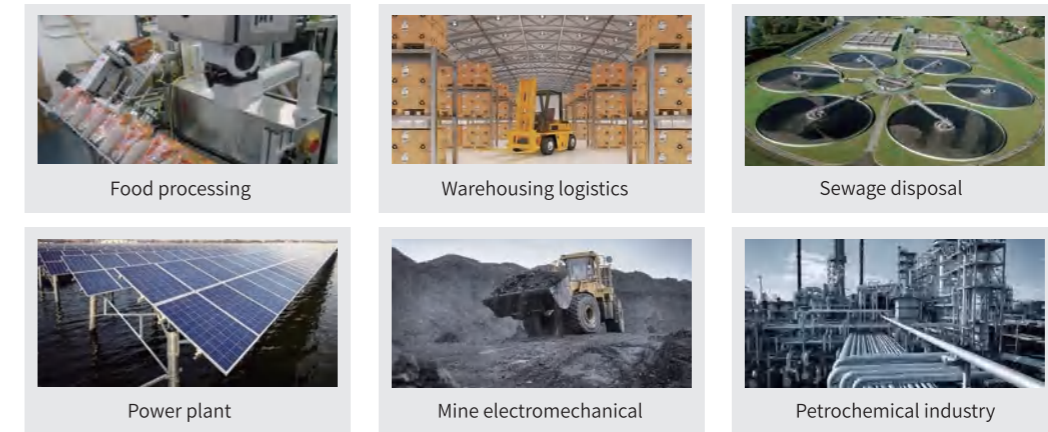 Food processing
Warehousing logistics
Sewage disposal
Power plant
Mine electromechanical
Petrochemical industry